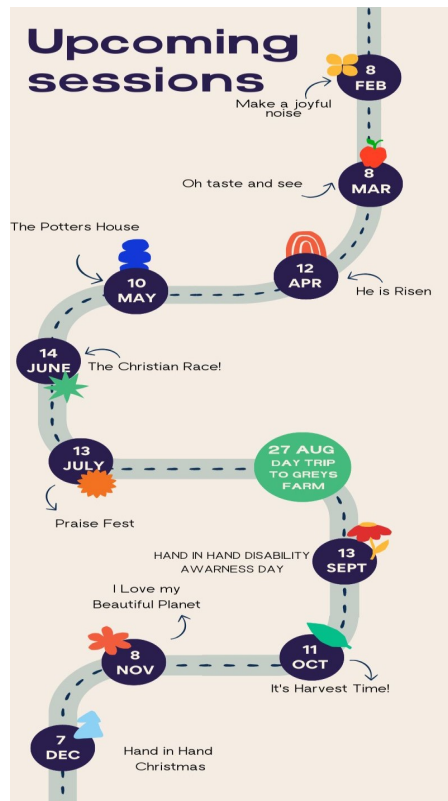 Upcoming
sessions
8
FEB
Make a joyful
noise
8
MAR
Oh taste and see
12
APR
He is Risen
The Potters House
10
MAY
14
JUNE
The Christian Race!
13
JULY
Praise Fest
27 AUG
DAY TRIP
TO GREYS
FARM
13
SEPT
HAND IN HAND DISABILITY
AWARNESS DAY
11
OCT
It's Harvest Time!
I Love my
Beautiful Planet
8
NOV
7
DEC
Hand in Hand
Christmas